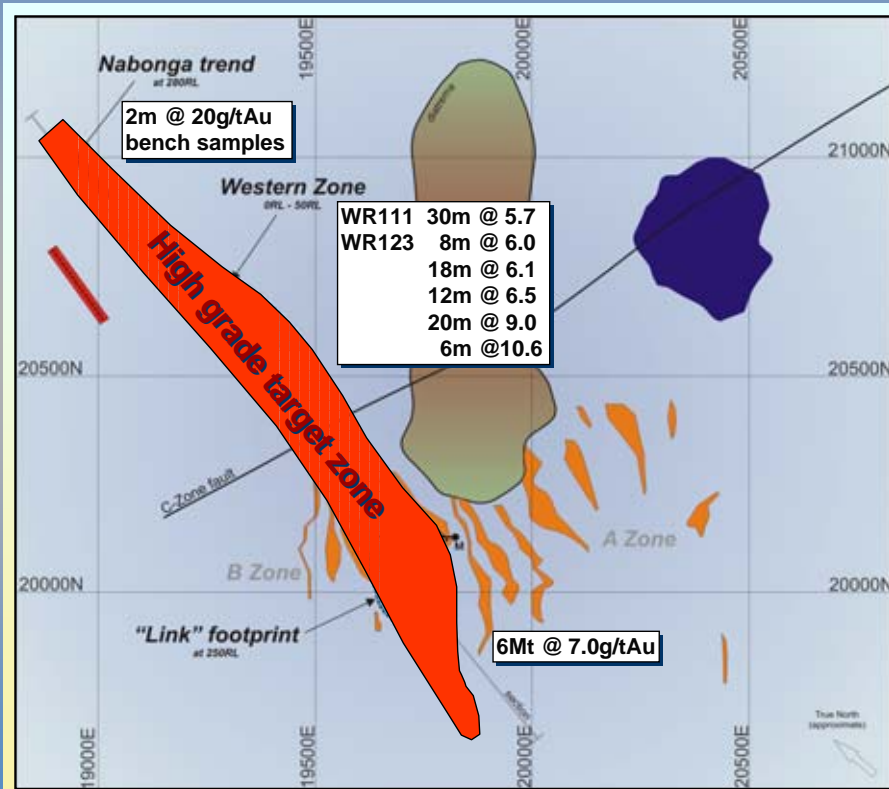 19500E
20000E
20500E
Nabonga trend
at 280RL
2m @ 20g/tAu
bench samples
diatreme
21000N
Western Zone
0RL - 50RL
WR111 30m @ 5.7
WR123 8m @ 6.0
18m @ 6.1
12m @ 6.5
20m @ 9.0
6m @10.6
High grade target zone
20500N
20500N
C-Zone fault
A Zone
M
B Zone
20000N
20000N
"Link" footprint
at 250RL
6Mt @ 7.0g/tAu
section
True North
(approximate)
19000E
19500E
20000E
20500E